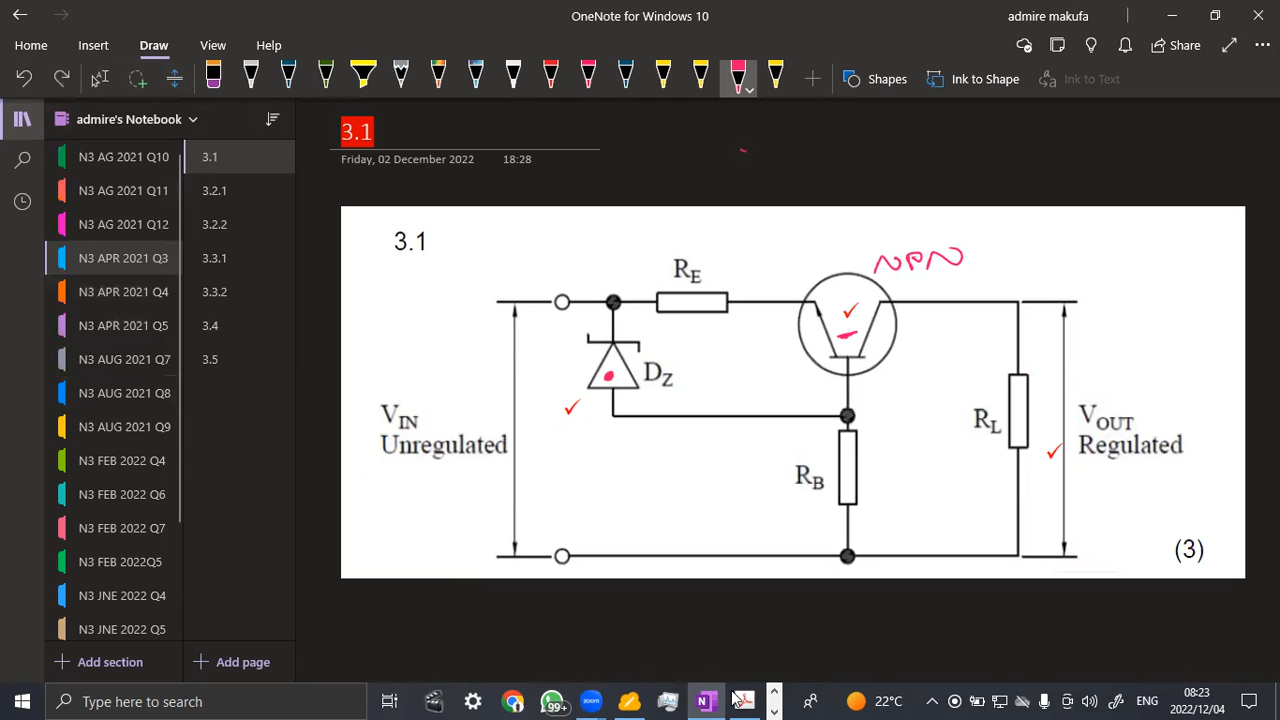 OneNote for Windows 10
admire makufa
Home Insert Draw View Help
Share
Shapes
Ink to Shape
Ink to Text
admire's Notebook
N3 AG 2021 Q10
N3 AG 2021 Q11
N3 AG 2021 Q12
N3 APR 2021 Q3
N3 APR 2021 Q4
N3 APR 2021 Q5
N3 AUG 2021 Q7
N3 AUG 2021 Q8
N3 AUG 2021 Q9
N3 FEB 2022 Q4
N3 FEB 2022 Q6
N3 FEB 2022 Q7
N3 FEB 2022Q5
N3 JNE 2022 Q4
N3 JNE 2022 Q5
Add section
3.1
3.2.1
3.2.2
3.3.1
3.3.2
3.4
3.5
Add page
3.1
Friday, 02 December 2022 18:28
3.1
NPN
RE
DZ
VIN
Unregulated
RB
RL
VOUT
Regulated
(3)
Type here to search
99+
N
22°C
ENG
08:23
2022/12/04